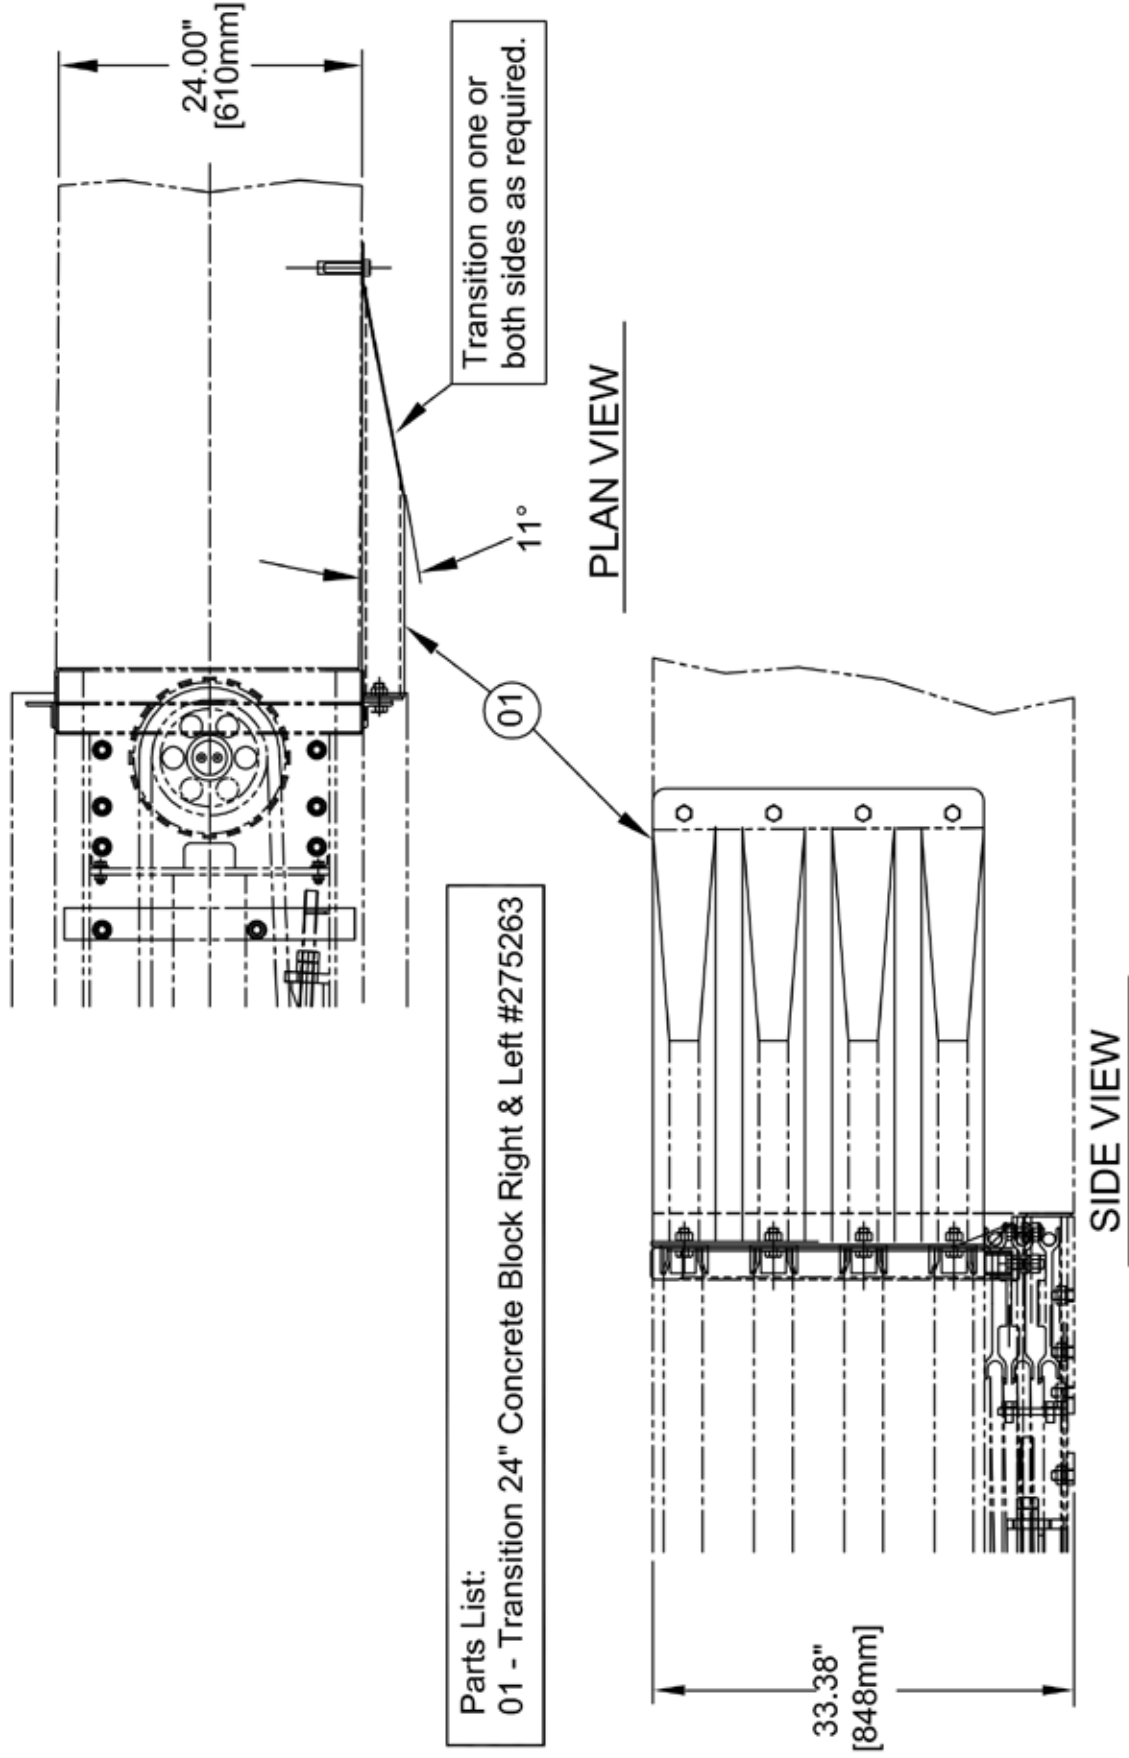 24.00"
[610mm]
Transition on one or
both sides as required.
11°
PLAN VIEW
01
Parts List:
01 - Transition 24" Concrete Block Right & Left #275263
33.38"
[848mm]
SIDE VIEW